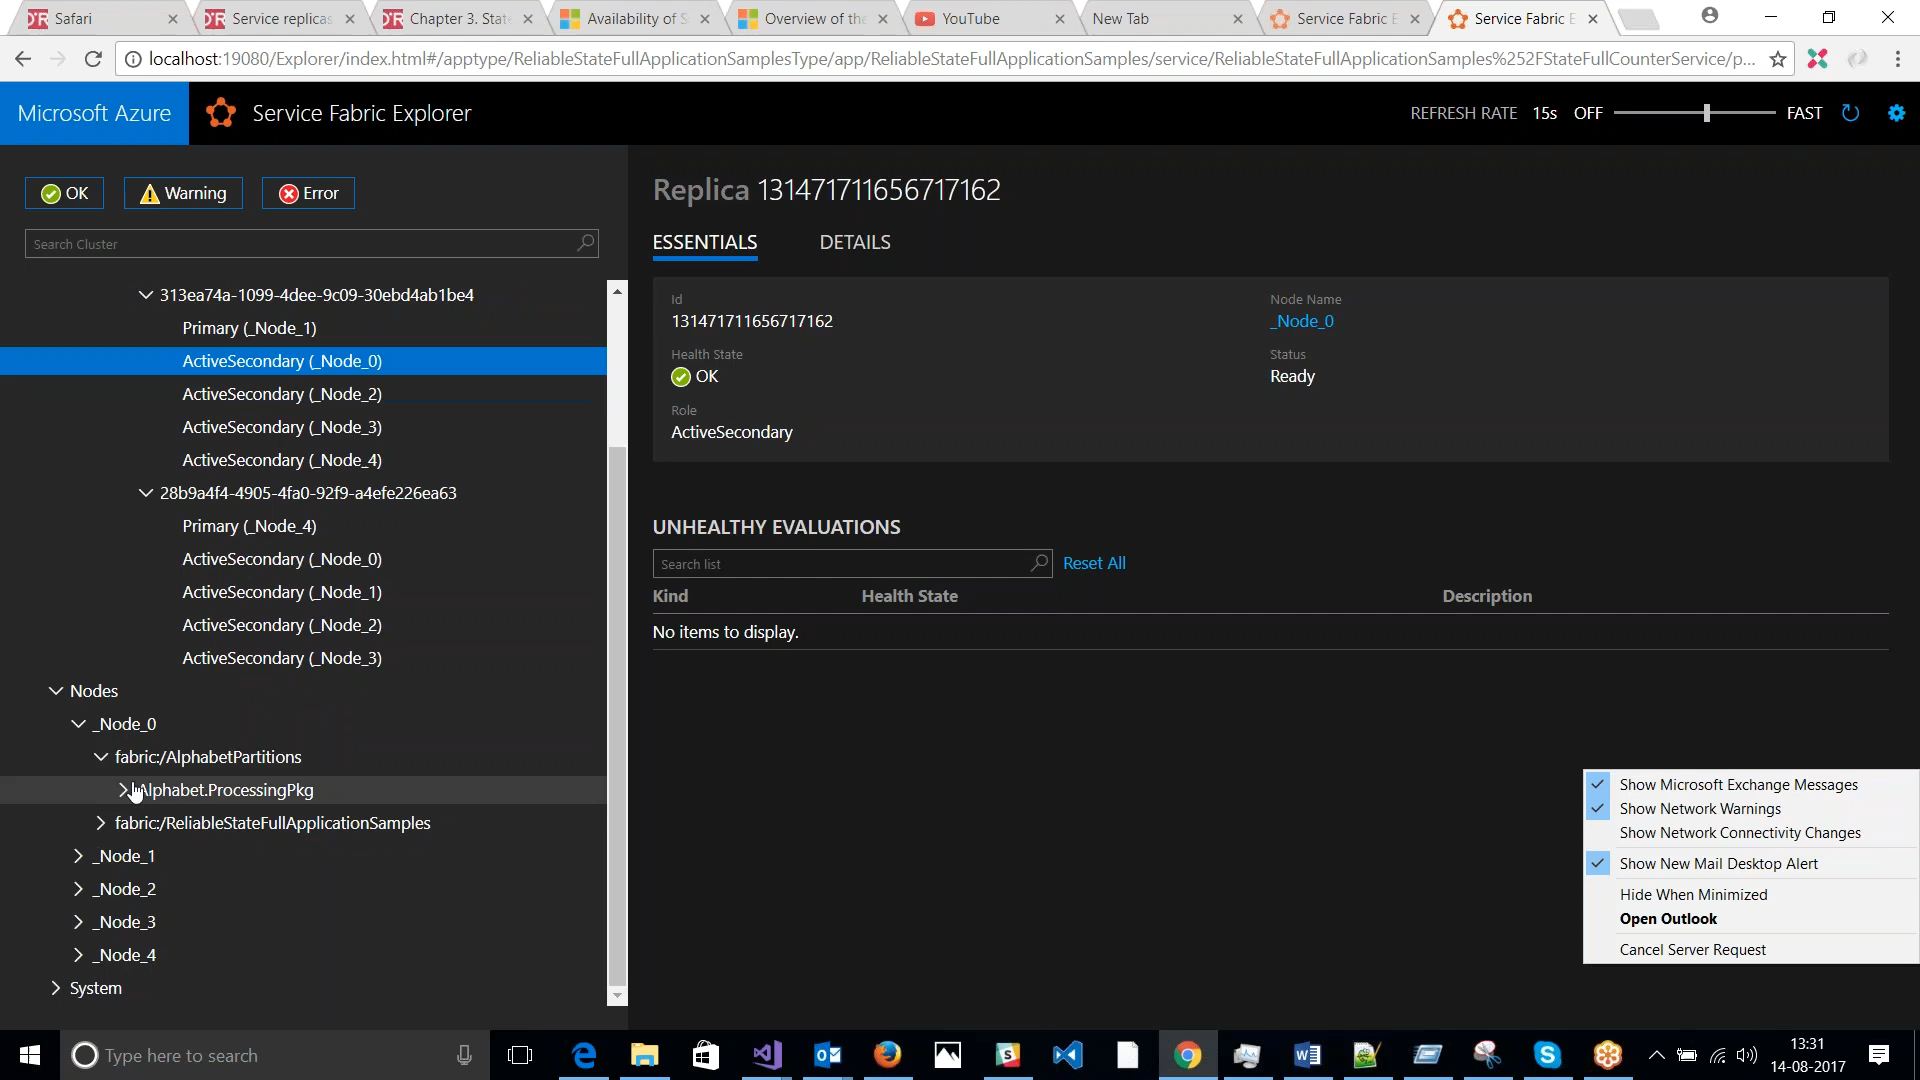 Safari
Service replicas
Chapter 3. Stat
Availability of S
Overview of the
YouTube
New Tab
Service Fabric E
Service Fabric E
localhost:19080/Explorer/index.html#/apptype/ReliableStateFullApplicationSamplesType/app/ReliableStateFullApplicationSamples/service/ReliableStateFullApplicationSamples%252FStateFullCounterService/p...
Microsoft Azure
Service Fabric Explorer
REFRESH RATE 15s OFF FAST
OK
Warning
Error
Search Cluster
313ea74a-1099-4dee-9c09-30ebd4ab1be4
Primary (_Node_1)
ActiveSecondary (_Node_0)
ActiveSecondary (_Node_2)
ActiveSecondary (_Node_3)
ActiveSecondary (_Node_4)
28b9a4f4-4905-4fa0-92f9-a4efe226ea63
Primary (_Node_4)
ActiveSecondary (_Node_0)
ActiveSecondary (_Node_1)
ActiveSecondary (_Node_2)
ActiveSecondary (_Node_3)
Nodes
_Node_0
fabric:/AlphabetPartitions
Alphabet.ProcessingPkg
fabric:/ReliableStateFullApplicationSamples
_Node_1
_Node_2
_Node_3
_Node_4
System
Replica 131471711656717162
ESSENTIALS
DETAILS
Id
131471711656717162
Node Name
_Node_0
Health State
OK
Status
Ready
Role
ActiveSecondary
UNHEALTHY EVALUATIONS
Search list
Reset All
Kind
Health State
Description
No items to display.
Show Microsoft Exchange Messages
Show Network Warnings
Show Network Connectivity Changes
Show New Mail Desktop Alert
Hide When Minimized
Open Outlook
Cancel Server Request
Type here to search
13:31
14-08-2017